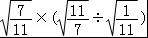 √(7/11) × (√(11/7) ÷ √(1/11))